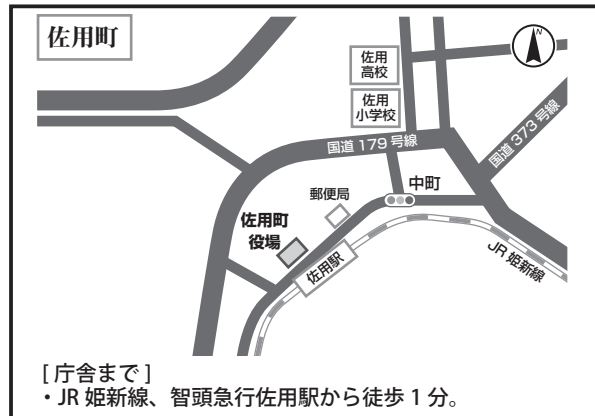 佐用町
N
佐用
高校
佐用
小学校
国道 179 号線
国道 373 号線
郵便局
中町
佐用町
役場
佐用駅
JR 姫新線
[ 庁舎まで ]
・JR 姫新線、智頭急行佐用駅から徒歩 1 分。